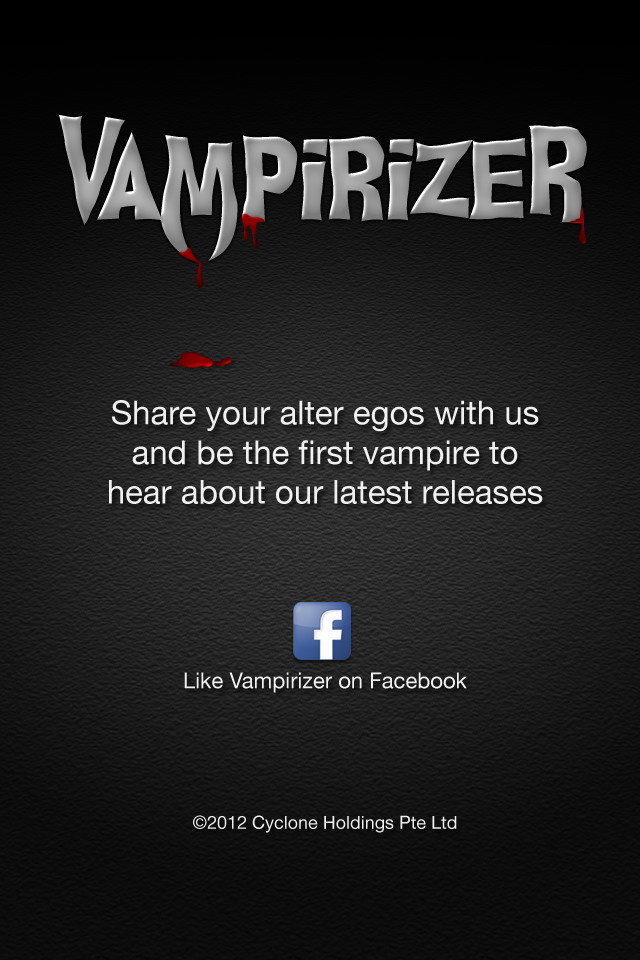 VAMPiRiZER
Share your alter egos with us
and be the first vampire to
hear about our latest releases
f
Like Vampirizer on Facebook
©2012 Cyclone Holdings Pte Ltd